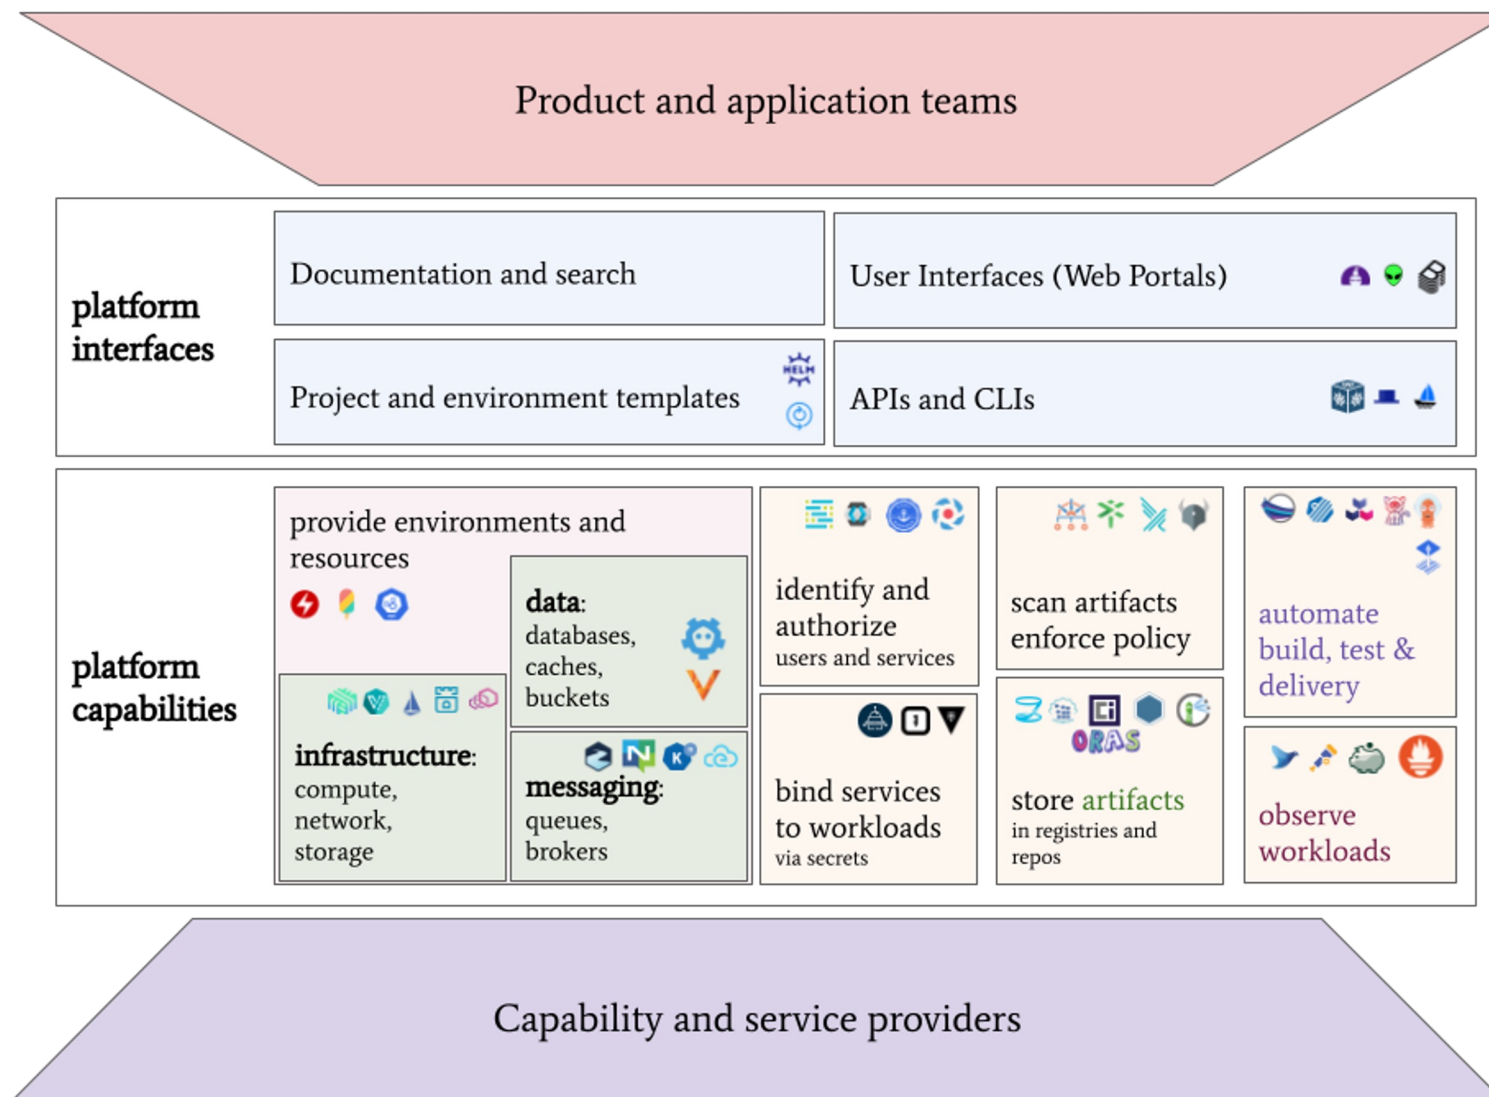 Product and application teams
platform
interfaces
Documentation and search
User Interfaces (Web Portals)
Project and environment templates
HELM
APIs and CLIs
platform
capabilities
provide environments and
resources
data:
databases,
caches,
buckets
infrastructure:
compute,
network,
storage
messaging:
queues,
brokers
identify and
authorize
users and services
bind services
to workloads
via secrets
scan artifacts
enforce policy
ORAS
store artifacts
in registries and
repos
automate
build, test &
delivery
observe
workloads
Capability and service providers